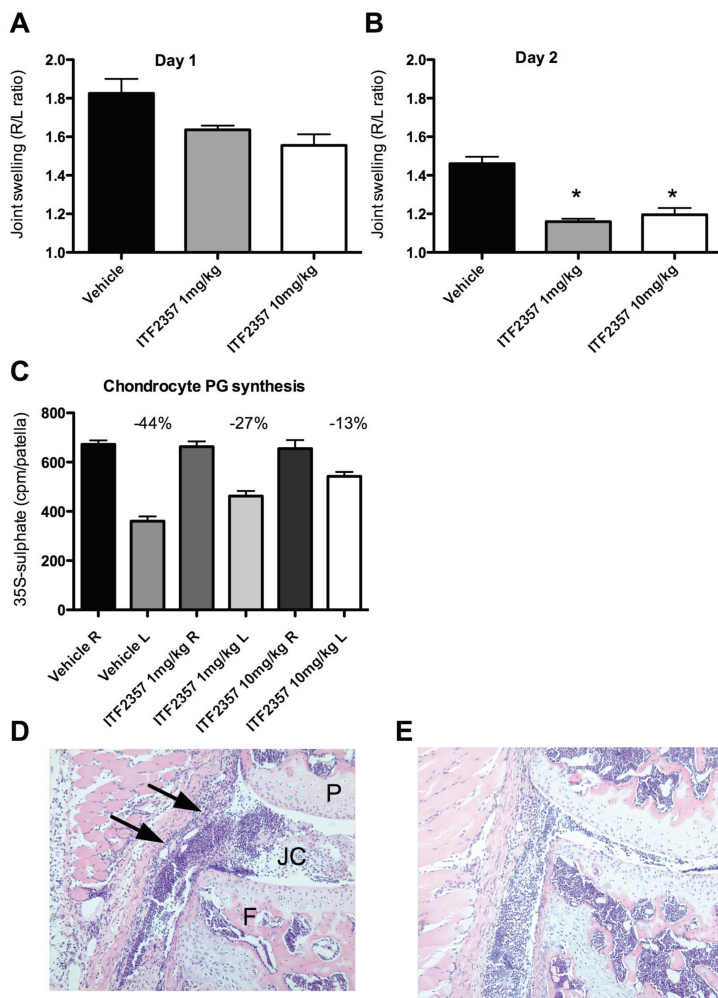 A
Day 1
Joint swelling (R/L ratio)
2.0
1.8
1.6
1.4
1.2
1.0
Vehicle
ITF2357 1mg/kg
ITF2357 10mg/kg
B
Day 2
Joint swelling (R/L ratio)
2.0
1.8
1.6
1.4
1.2
1.0
*
*
Vehicle
ITF2357 1mg/kg
ITF2357 10mg/kg
C
Chondrocyte PG synthesis
35S-sulphate (cpm/patella)
800
600
400
200
0
-44%
-27%
-13%
Vehicle R
Vehicle L
ITF2357 1mg/kg R
ITF2357 1mg/kg L
ITF2357 10mg/kg R
ITF2357 10mg/kg L
D
P
JC
F
E